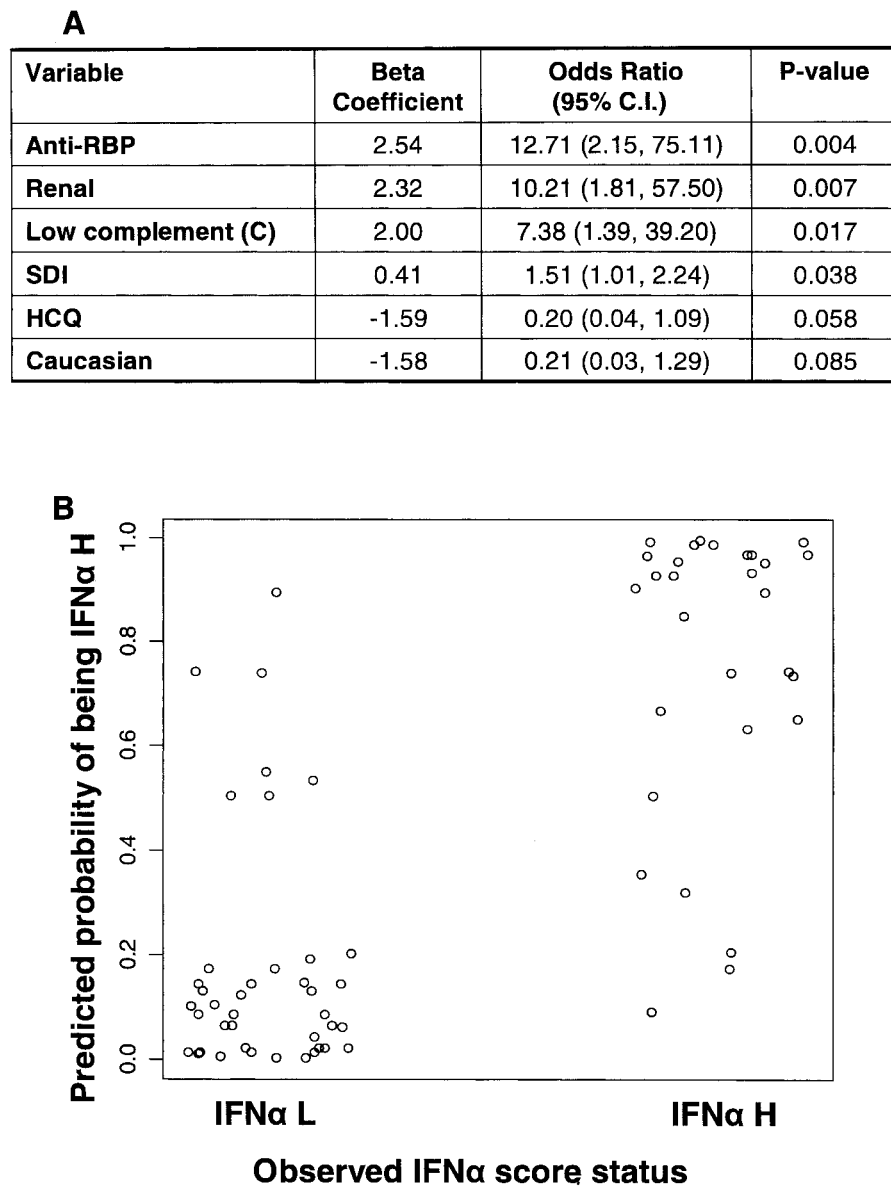 A
Variable Beta Coefficient Odds Ratio (95% C.I.) P-value
Anti-RBP 2.54 12.71 (2.15, 75.11) 0.004
Renal 2.32 10.21 (1.81, 57.50) 0.007
Low complement (C) 2.00 7.38 (1.39, 39.20) 0.017
SDI 0.41 1.51 (1.01, 2.24) 0.038
HCQ -1.59 0.20 (0.04, 1.09) 0.058
Caucasian -1.58 0.21 (0.03, 1.29) 0.085
B
Predicted probability of being IFNα H
1.0
0.8
0.6
0.4
0.2
0.0
IFNα L IFNα H
Observed IFNα score status